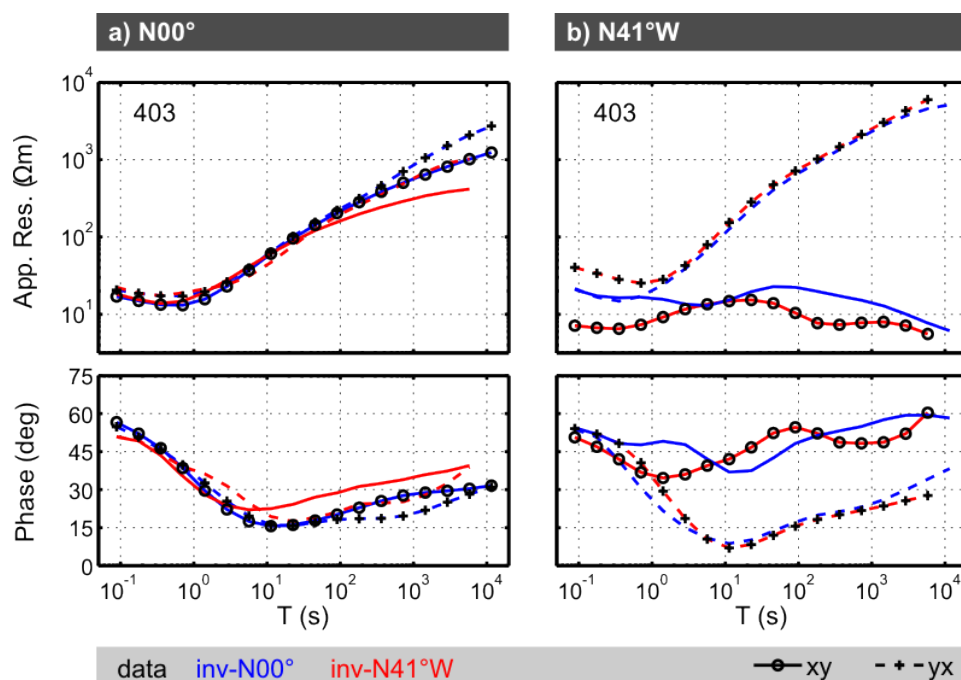 a) N00°
b) N41°W
App. Res. (Ωm)
10⁴
10³
10²
10¹
403
403
Phase (deg)
75
60
45
30
15
0
10⁻¹ 10⁰ 10¹ 10² 10³ 10⁴
10⁻¹ 10⁰ 10¹ 10² 10³ 10⁴
T (s)
T (s)
data inv-N00° inv-N41°W xy yx